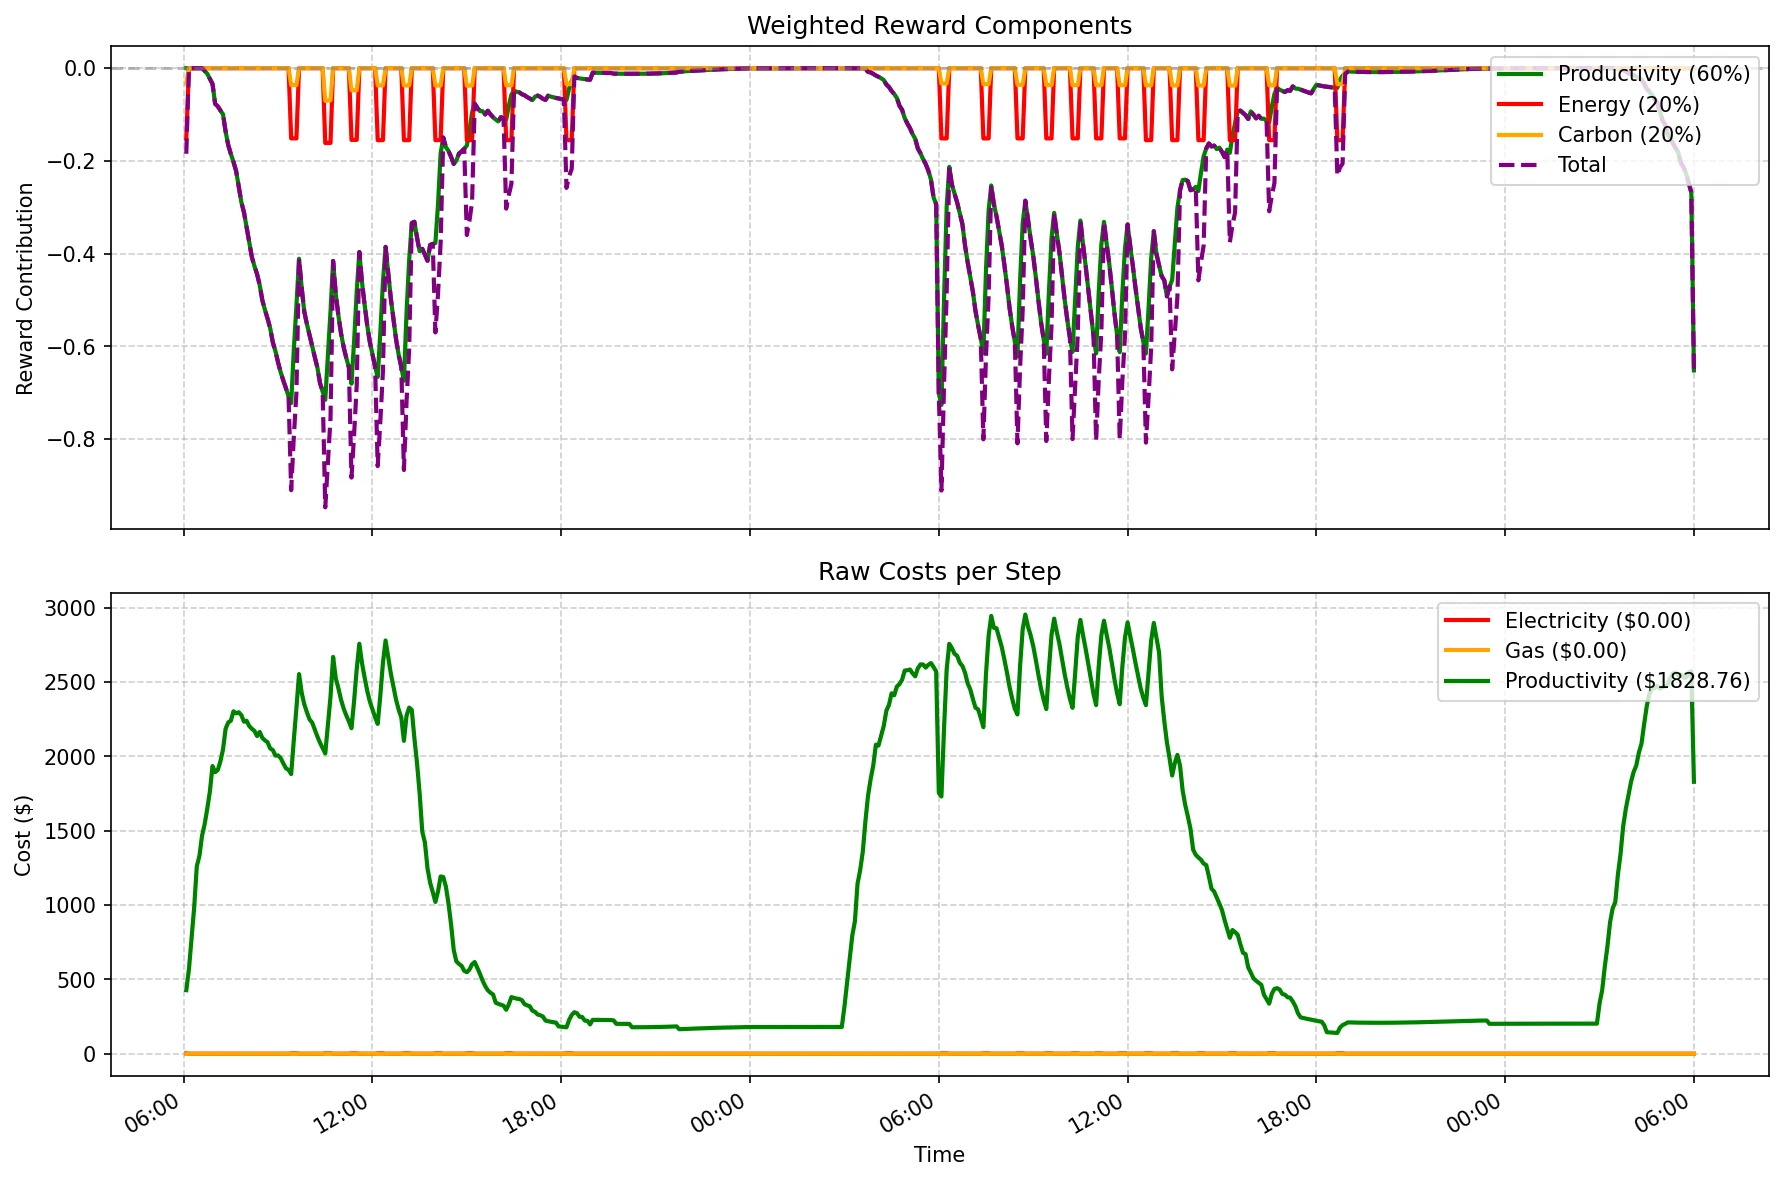 Weighted Reward Components
Reward Contribution
0.0
−0.2
−0.4
−0.6
−0.8
Productivity (60%)
Energy (20%)
Carbon (20%)
Total
Raw Costs per Step
Cost ($)
3000
2500
2000
1500
1000
500
0
Electricity ($0.00)
Gas ($0.00)
Productivity ($1828.76)
06:00 12:00 18:00 00:00 06:00 12:00 18:00 00:00 06:00
Time